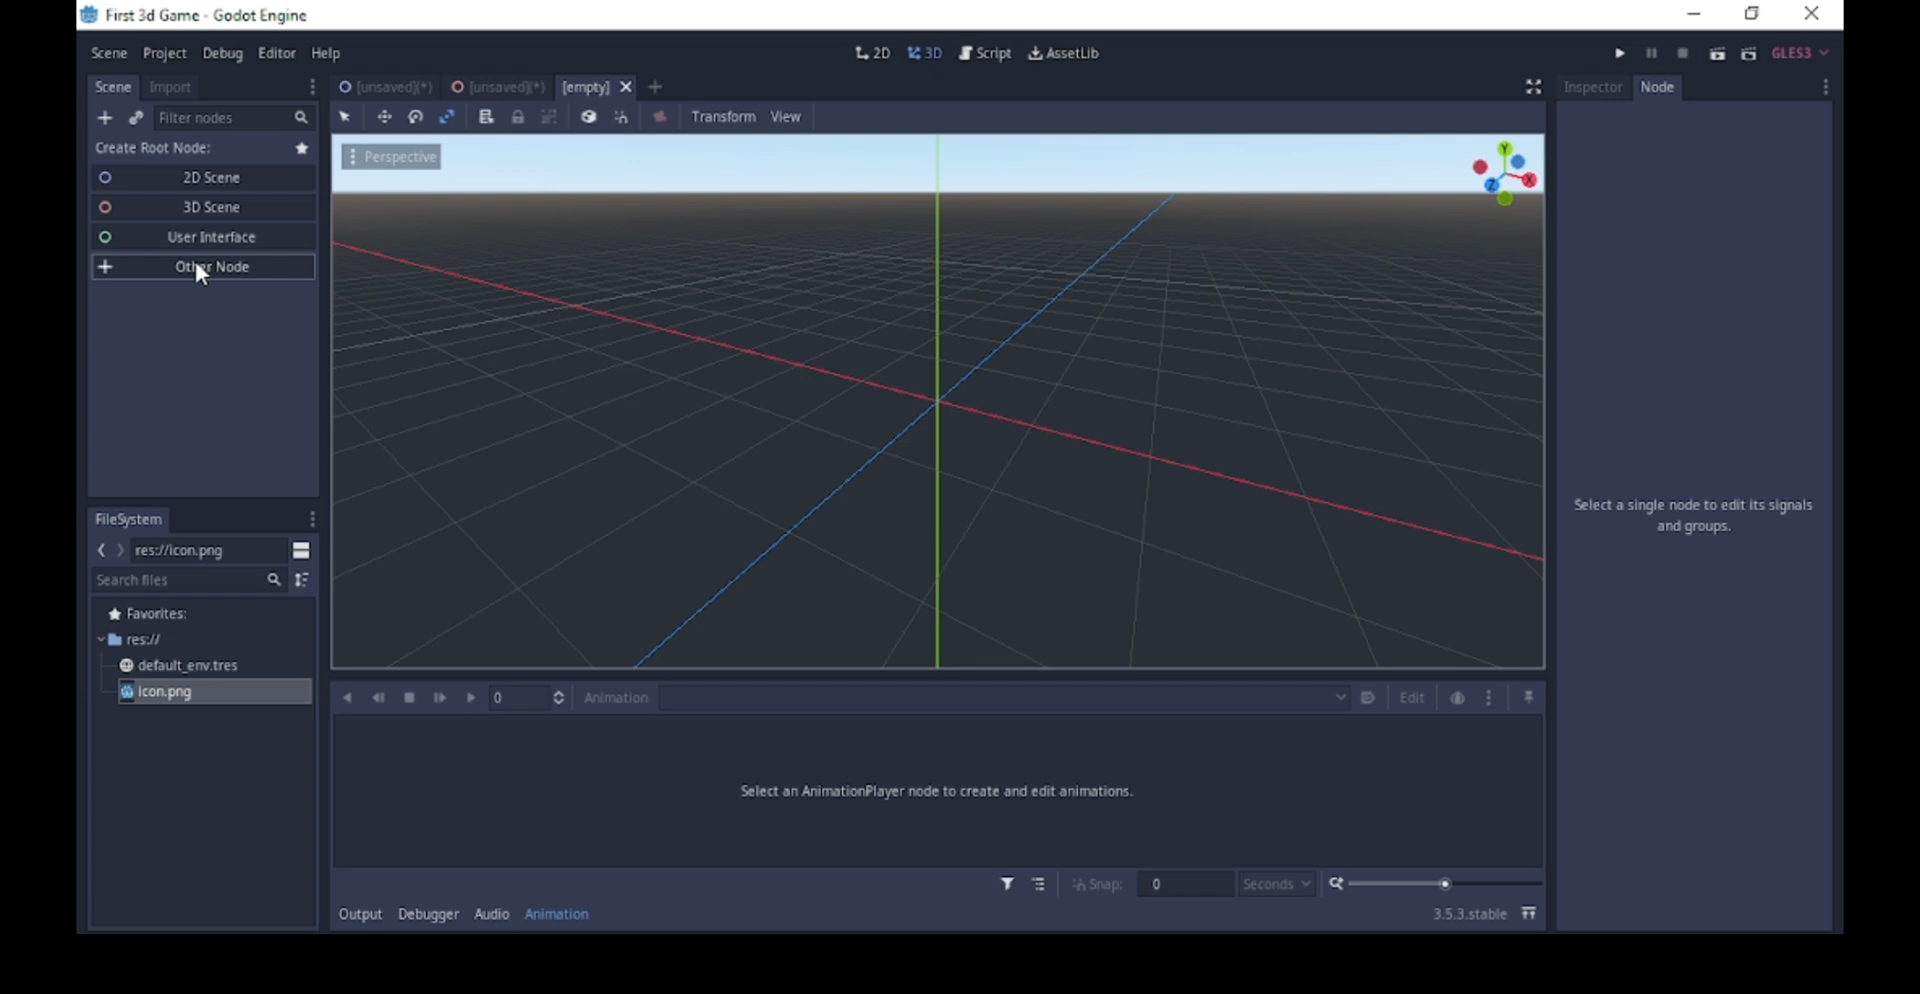 First 3d Game - Godot Engine
Scene Project Debug Editor Help
2D 3D Script AssetLib
GLES3
Scene Import
[unsaved](*) [unsaved](*) [empty]
Inspector Node
Filter nodes
Transform View
Create Root Node:
2D Scene
3D Scene
User Interface
Other Node
Perspective
Y
X
Z
Select a single node to edit its signals
and groups.
FileSystem
res://icon.png
Search files
Favorites:
res://
default_env.tres
icon.png
0 Animation Edit
Select an AnimationPlayer node to create and edit animations.
Snap: 0 Seconds
Output Debugger Audio Animation
3.5.3.stable